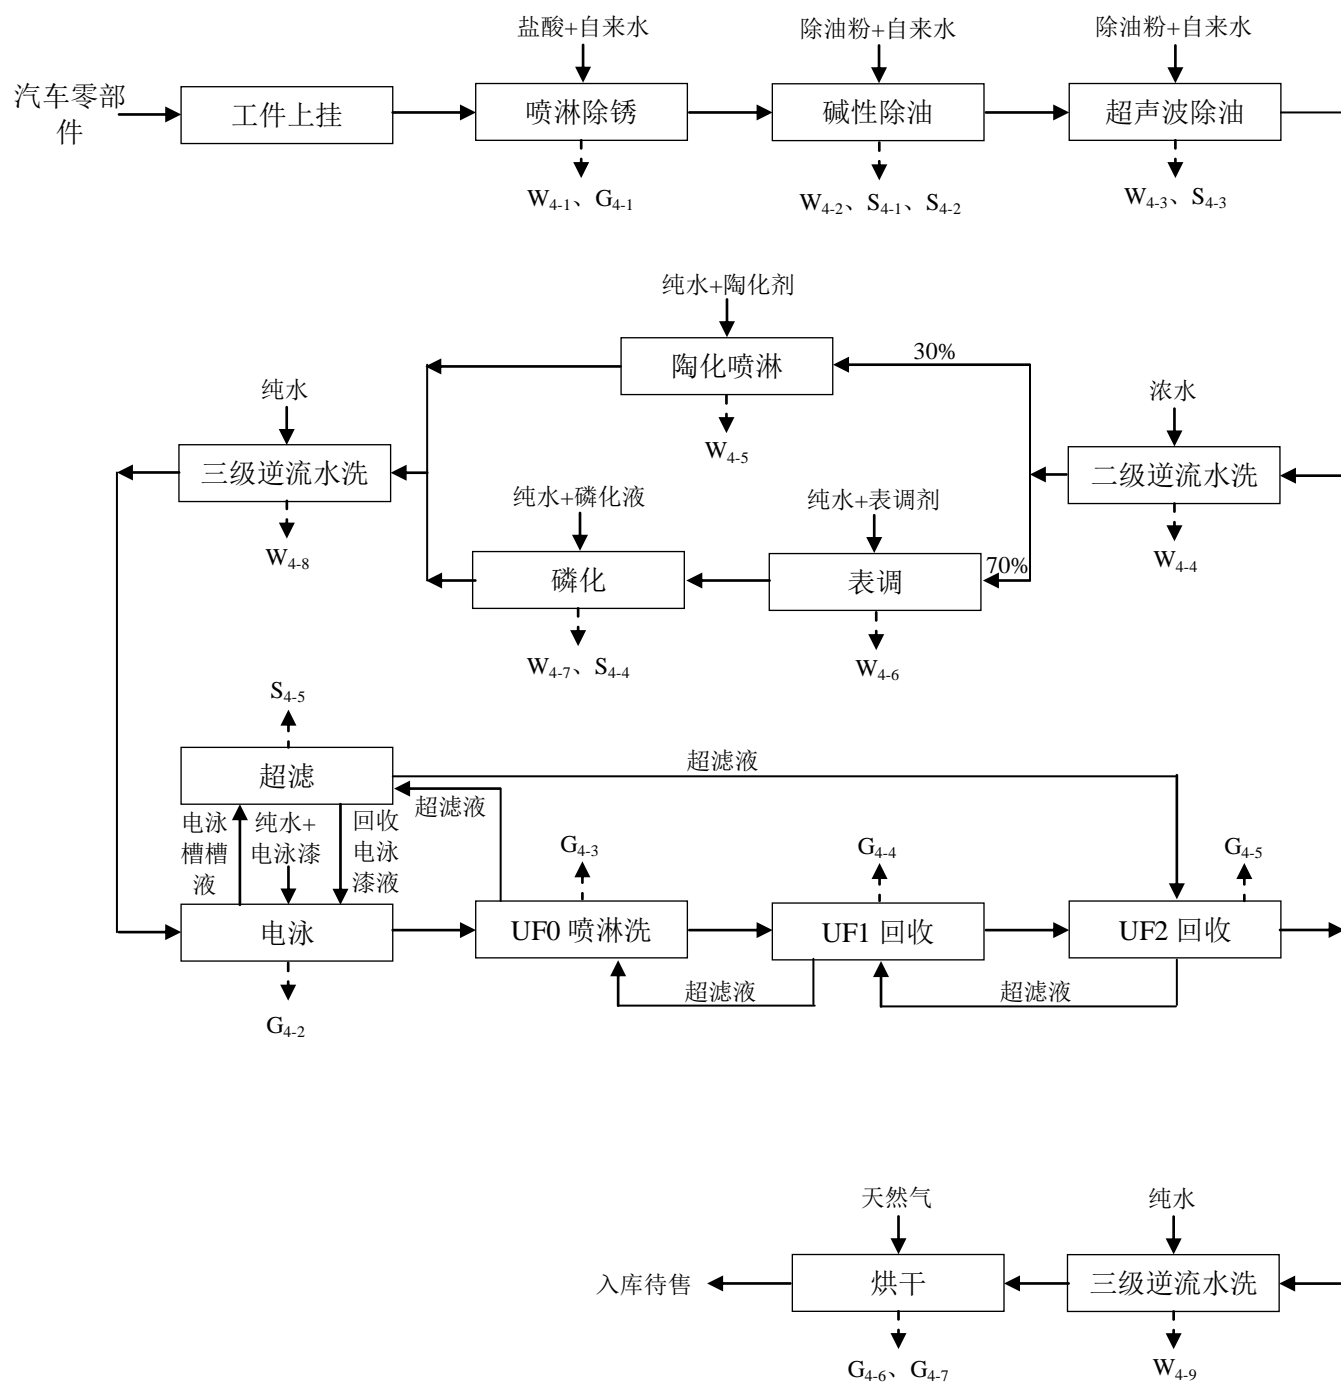 盐酸+自来水
除油粉+自来水
除油粉+自来水
汽车零部
件
工件上挂
喷淋除锈
碱性除油
超声波除油
W4-1、G4-1
W4-2、S4-1、S4-2
W4-3、S4-3
纯水+陶化剂
陶化喷淋
30%
纯水
浓水
W4-5
三级逆流水洗
二级逆流水洗
纯水+磷化液
纯水+表调剂
W4-8
W4-4
磷化
表调
70%
W4-7、S4-4
W4-6
S4-5
超滤
超滤液
超滤液
电泳
槽槽
液
纯水+
电泳漆
回收
电泳
漆液
G4-3
G4-4
G4-5
电泳
UF0 喷淋洗
UF1 回收
UF2 回收
超滤液
超滤液
G4-2
天然气
纯水
入库待售
烘干
三级逆流水洗
G4-6、G4-7
W4-9